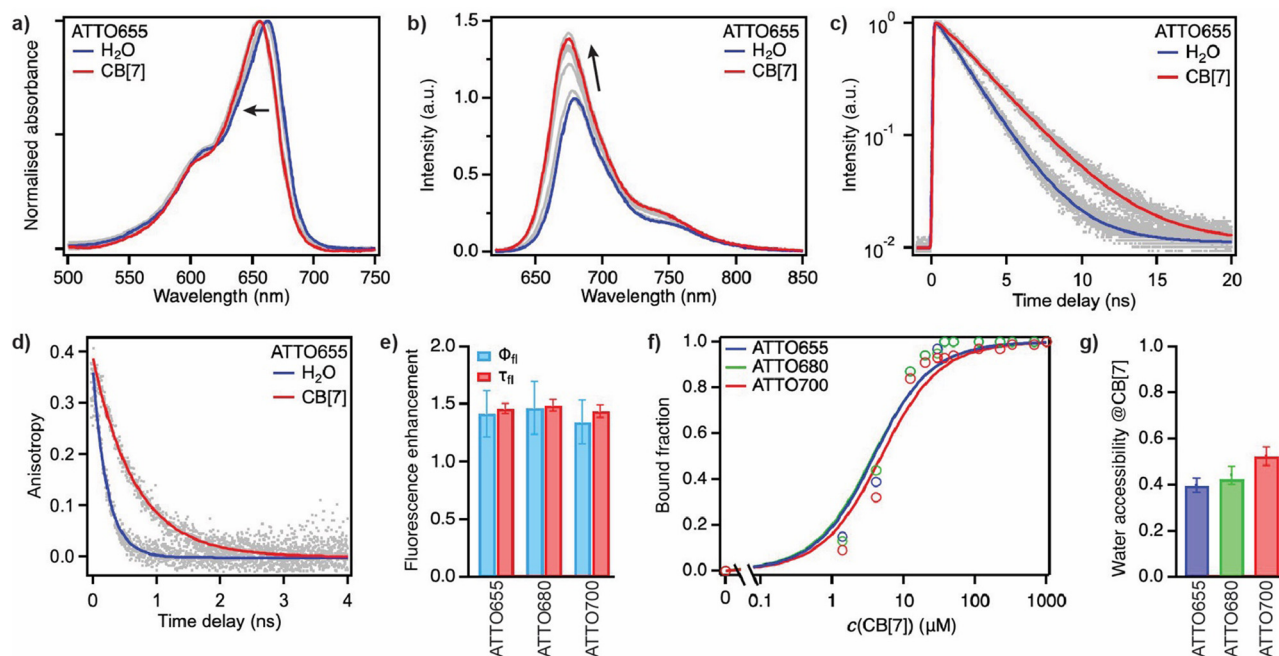 a)
ATTO655
H₂O
CB[7]
Normalised absorbance
500 550 600 650 700 750
Wavelength (nm)
b)
ATTO655
H₂O
CB[7]
Intensity (a.u.)
1.5
1.0
0.5
0.0
650 700 750 800 850
Wavelength (nm)
c)
ATTO655
H₂O
CB[7]
Intensity (a.u.)
10⁰
10⁻¹
10⁻²
0 5 10 15 20
Time delay (ns)
d)
ATTO655
H₂O
CB[7]
Anisotropy
0.4
0.3
0.2
0.1
0.0
0 1 2 3 4
Time delay (ns)
e)
Φfl
τfl
Fluorescence enhancement
2.0
1.5
1.0
0.5
0.0
ATTO655
ATTO680
ATTO700
f)
ATTO655
ATTO680
ATTO700
Bound fraction
1.0
0.8
0.6
0.4
0.2
0.0
0 0.1 1 10 100 1000
c(CB[7]) (μM)
g)
Water accessibility @CB[7]
1.0
0.8
0.6
0.4
0.2
0.0
ATTO655
ATTO680
ATTO700